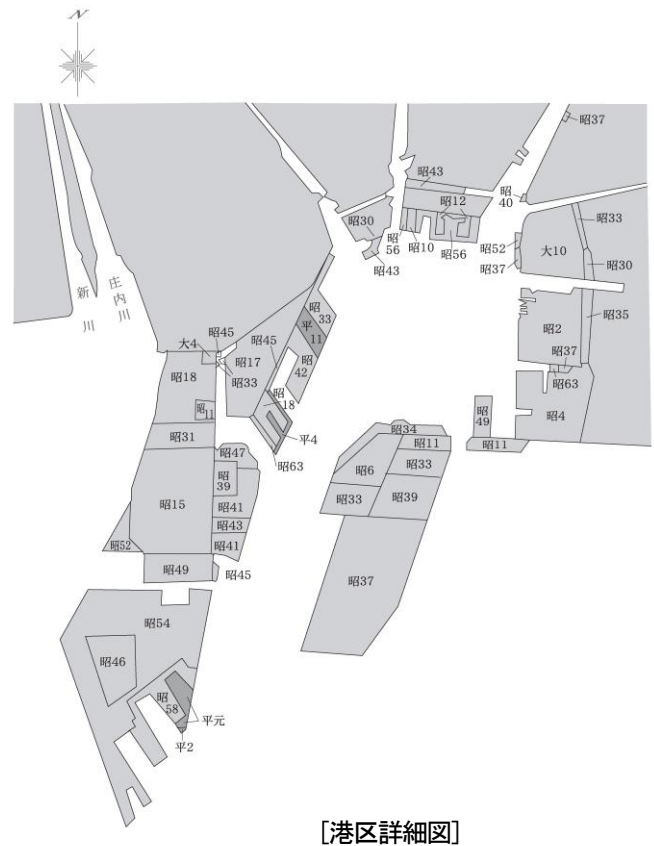 N
昭37
昭43
昭12
昭40
昭33
昭30
昭56
昭10
昭56
昭52
大10
昭43
昭37
昭30
新川
庄内川
昭33
平11
昭45
昭45
昭2
昭35
大4
昭17
昭42
昭37
昭18
昭33
昭63
昭18
昭11
昭4
昭49
平4
昭34
昭31
昭11
昭11
昭47
昭63
昭6
昭33
昭39
昭15
昭41
昭33
昭39
昭43
昭52
昭41
昭49
昭45
昭37
昭54
昭46
昭58
平元
平2
[港区詳細図]